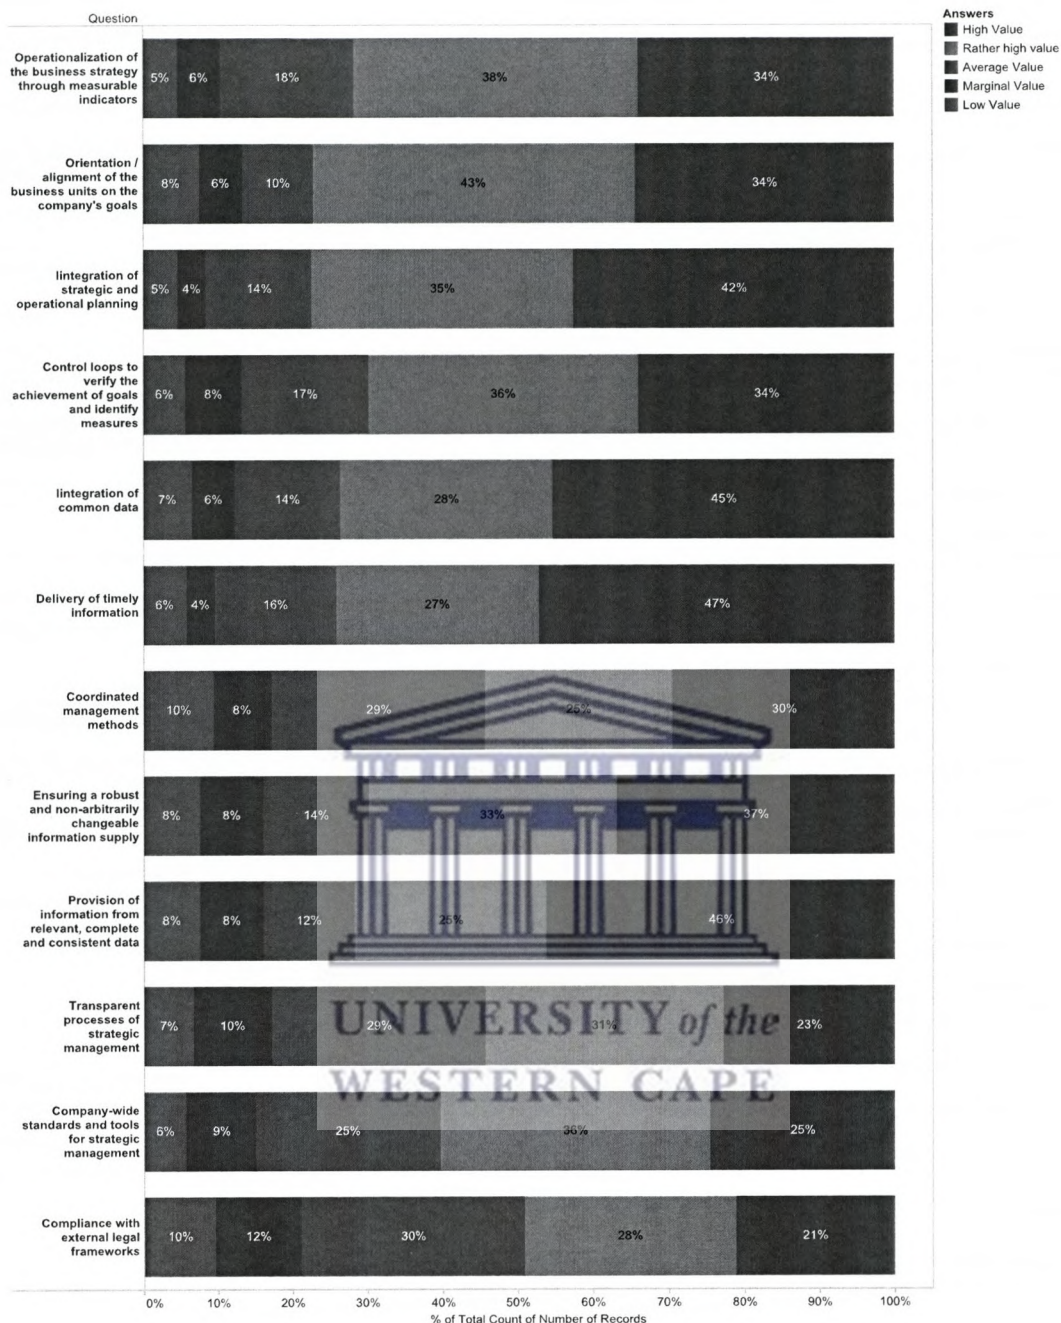 Question
Answers
High Value
Rather high value
Average Value
Marginal Value
Low Value
Operationalization of
the business strategy
through measurable
indicators
5% 6% 18% 38% 34%
Orientation /
alignment of the
business units on the
company's goals
8% 6% 10% 43% 34%
Iintegration of
strategic and
operational planning
5% 4% 14% 35% 42%
Control loops to
verify the
achievement of goals
and identify
measures
6% 8% 17% 36% 34%
Iintegration of
common data
7% 6% 14% 28% 45%
Delivery of timely
information
6% 4% 16% 27% 47%
Coordinated
management
methods
10% 8% 29% 25% 30%
Ensuring a robust
and non-arbitrarily
changeable
information supply
8% 8% 14% 33% 37%
Provision of
information from
relevant, complete
and consistent data
8% 8% 12% 25% 46%
Transparent
processes of
strategic
management
7% 10% 29% 31% 23%
UNIVERSITY of the
WESTERN CAPE
Company-wide
standards and tools
for strategic
management
6% 9% 25% 36% 25%
Compliance with
external legal
frameworks
10% 12% 30% 28% 21%
0% 10% 20% 30% 40% 50% 60% 70% 80% 90% 100%
% of Total Count of Number of Records